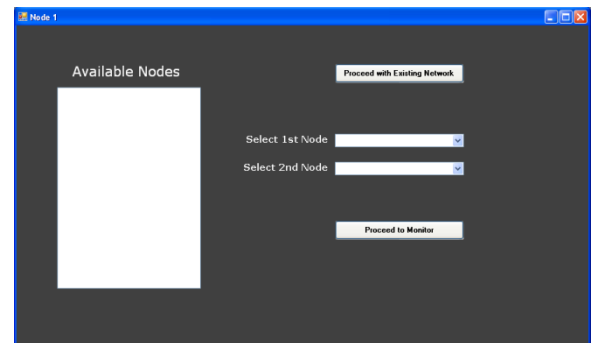 Node 1
Available Nodes
Proceed with Existing Network
Select 1st Node
Select 2nd Node
Proceed to Monitor